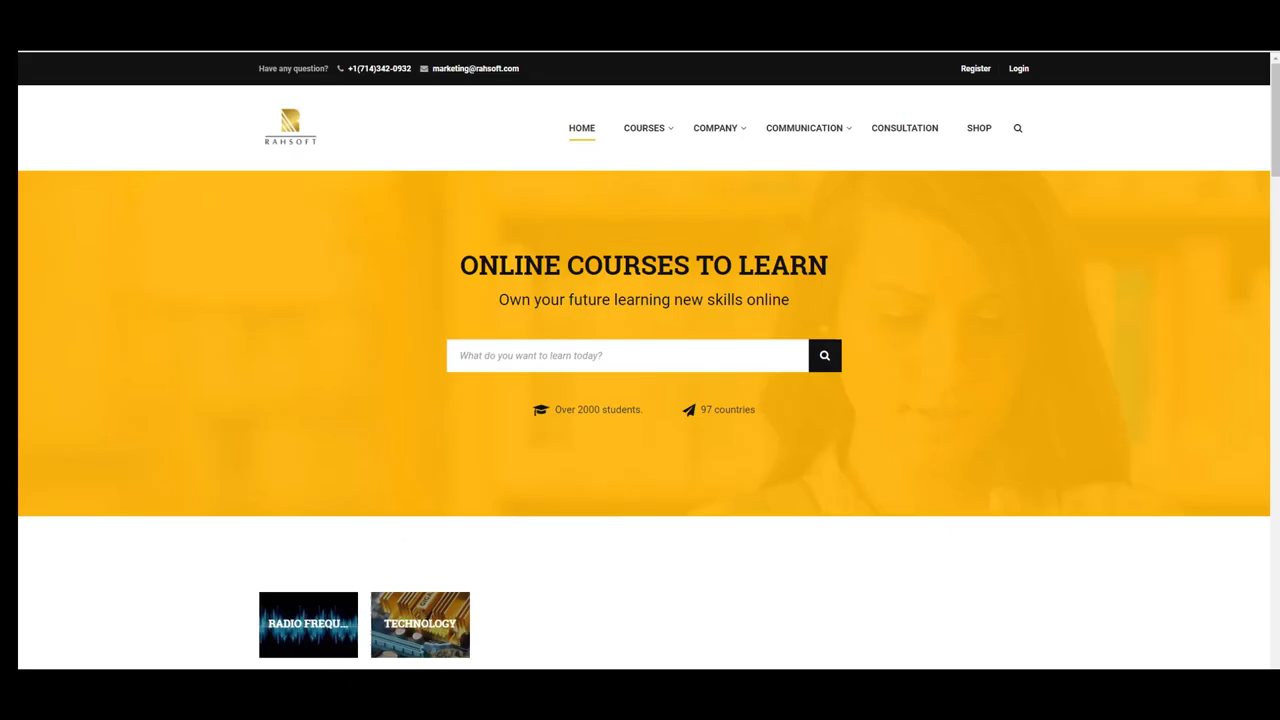 Have any question? +1(714)342-0932 marketing@rahsoft.com Register Login
RAHSOFT
HOME COURSES COMPANY COMMUNICATION CONSULTATION SHOP
ONLINE COURSES TO LEARN
Own your future learning new skills online
What do you want to learn today?
Over 2000 students. 97 countries
RADIO FREQU... TECHNOLOGY